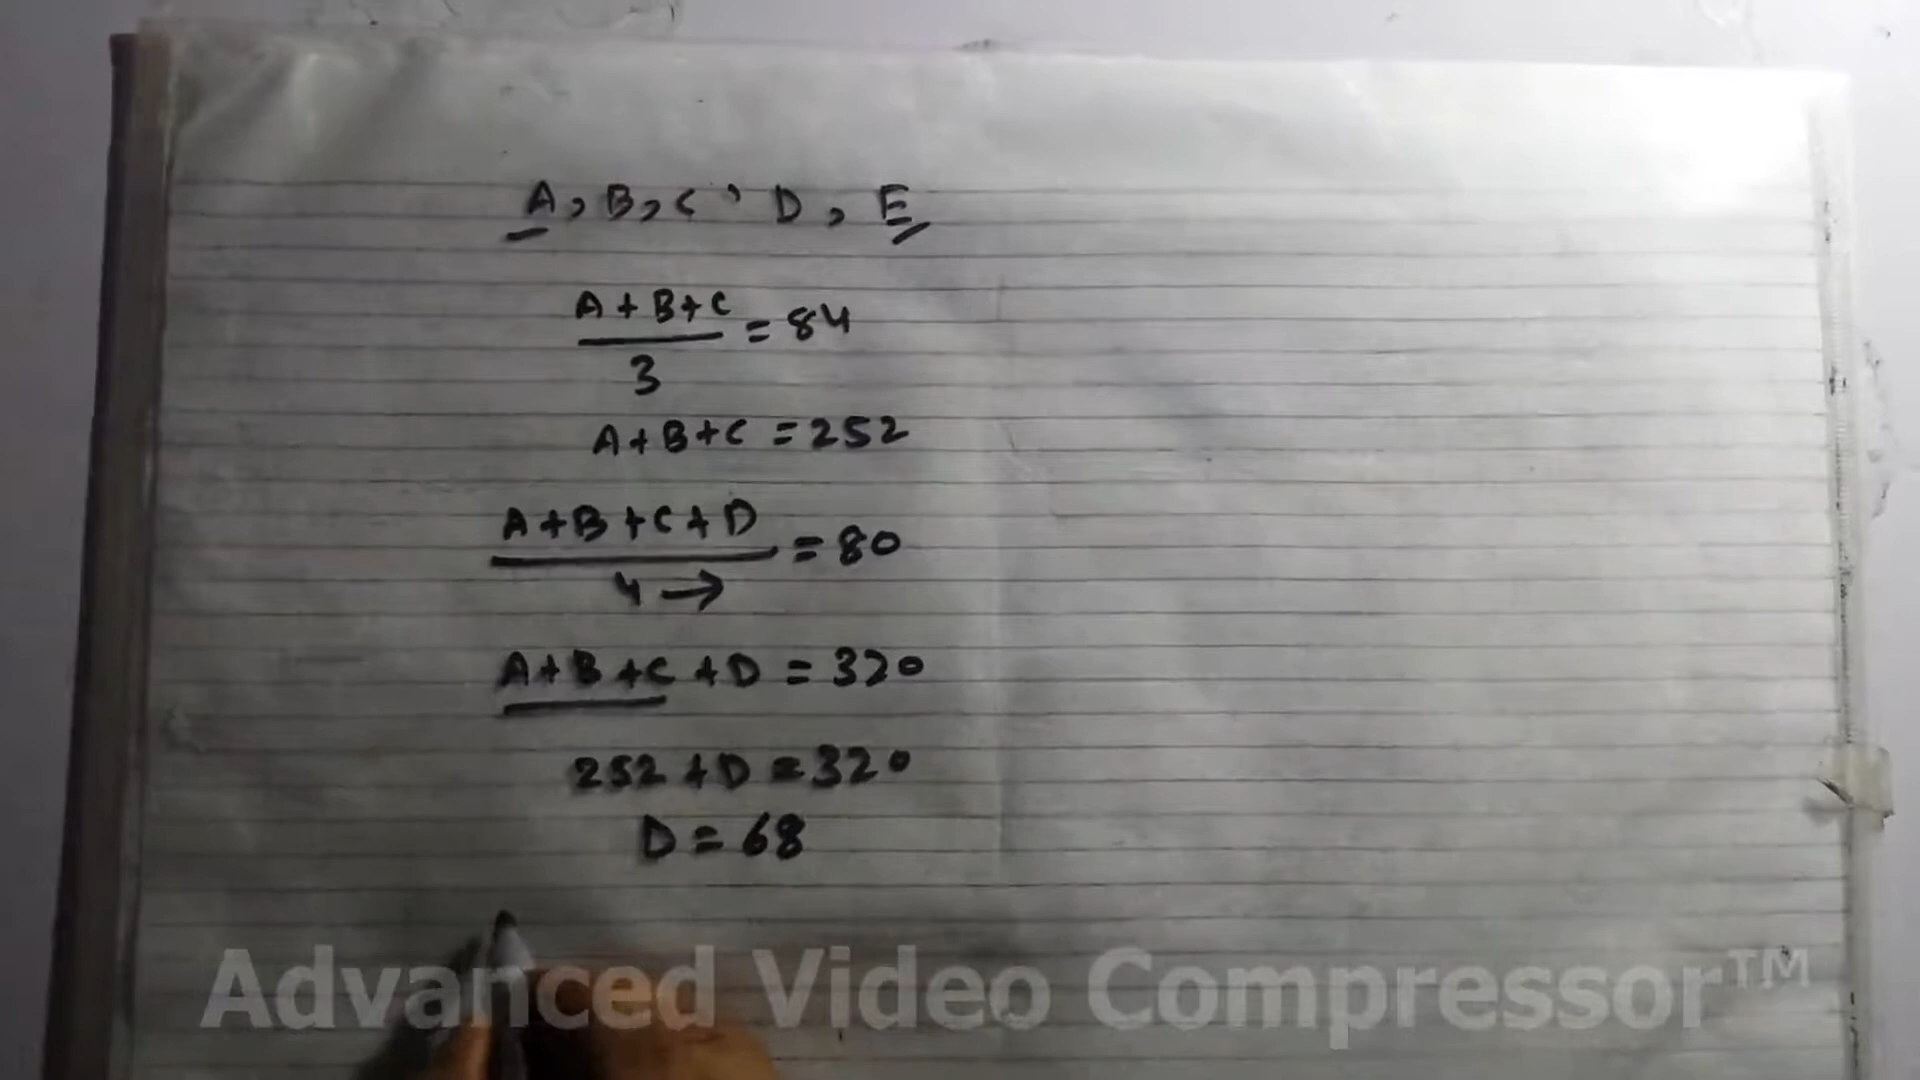 A, B, C, D, E
A+B+C
= 84
3
A+B+C = 252
A+B+C+D
= 80
4 →
A+B+C+D = 320
252+D = 320
D = 68
Advanced Video Compressor™